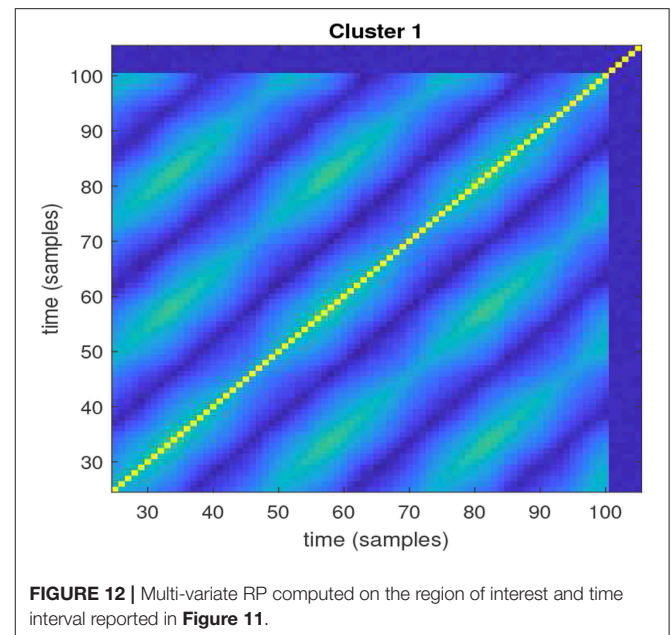 Cluster 1
100
90
80
70
60
50
40
30
time (samples)
30 40 50 60 70 80 90 100
time (samples)
FIGURE 12 | Multi-variate RP computed on the region of interest and time
interval reported in Figure 11.